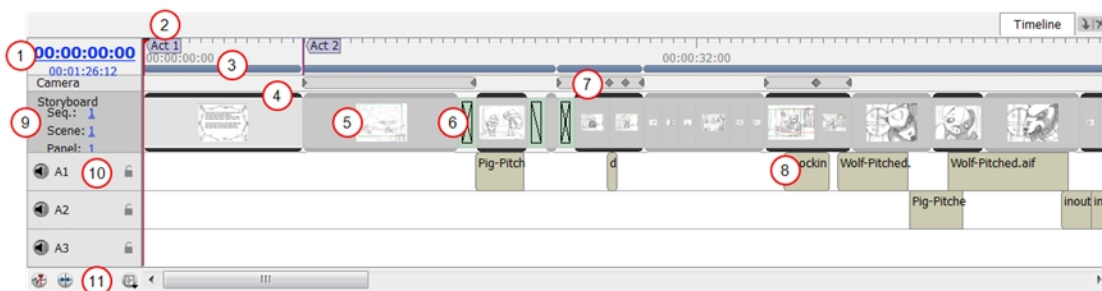 Timeline
2
1
00:00:00:00
Act 1
Act 2
00:00:00:00
00:00:32:00
3
00:01:26:12
Camera
7
4
Storyboard
9
Seq.: 1
5
6
Scene: 1
Panel: 1
A1
10
Pig-Pitch
d
8
ockin
Wolf-Pitched.
Wolf-Pitched.aif
A2
Pig-Pitche
inout in
A3
11